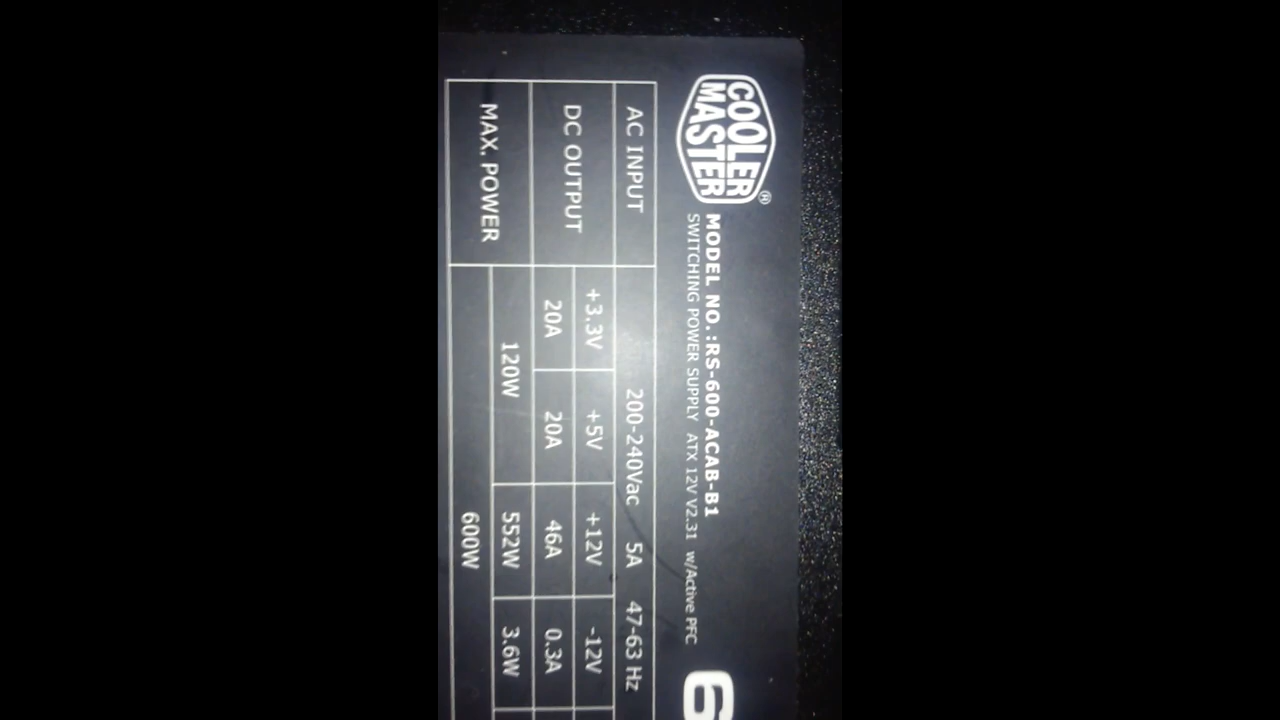 COOLER
MASTER®
MODEL NO.:RS-600-ACAB-B1
SWITCHING POWER SUPPLY ATX 12V V2.31 w/Active PFC
6
AC INPUT 200-240Vac 5A 47-63 Hz
DC OUTPUT +3.3V +5V +12V -12V
20A 20A 46A 0.3A
MAX. POWER 120W 552W 3.6W
600W